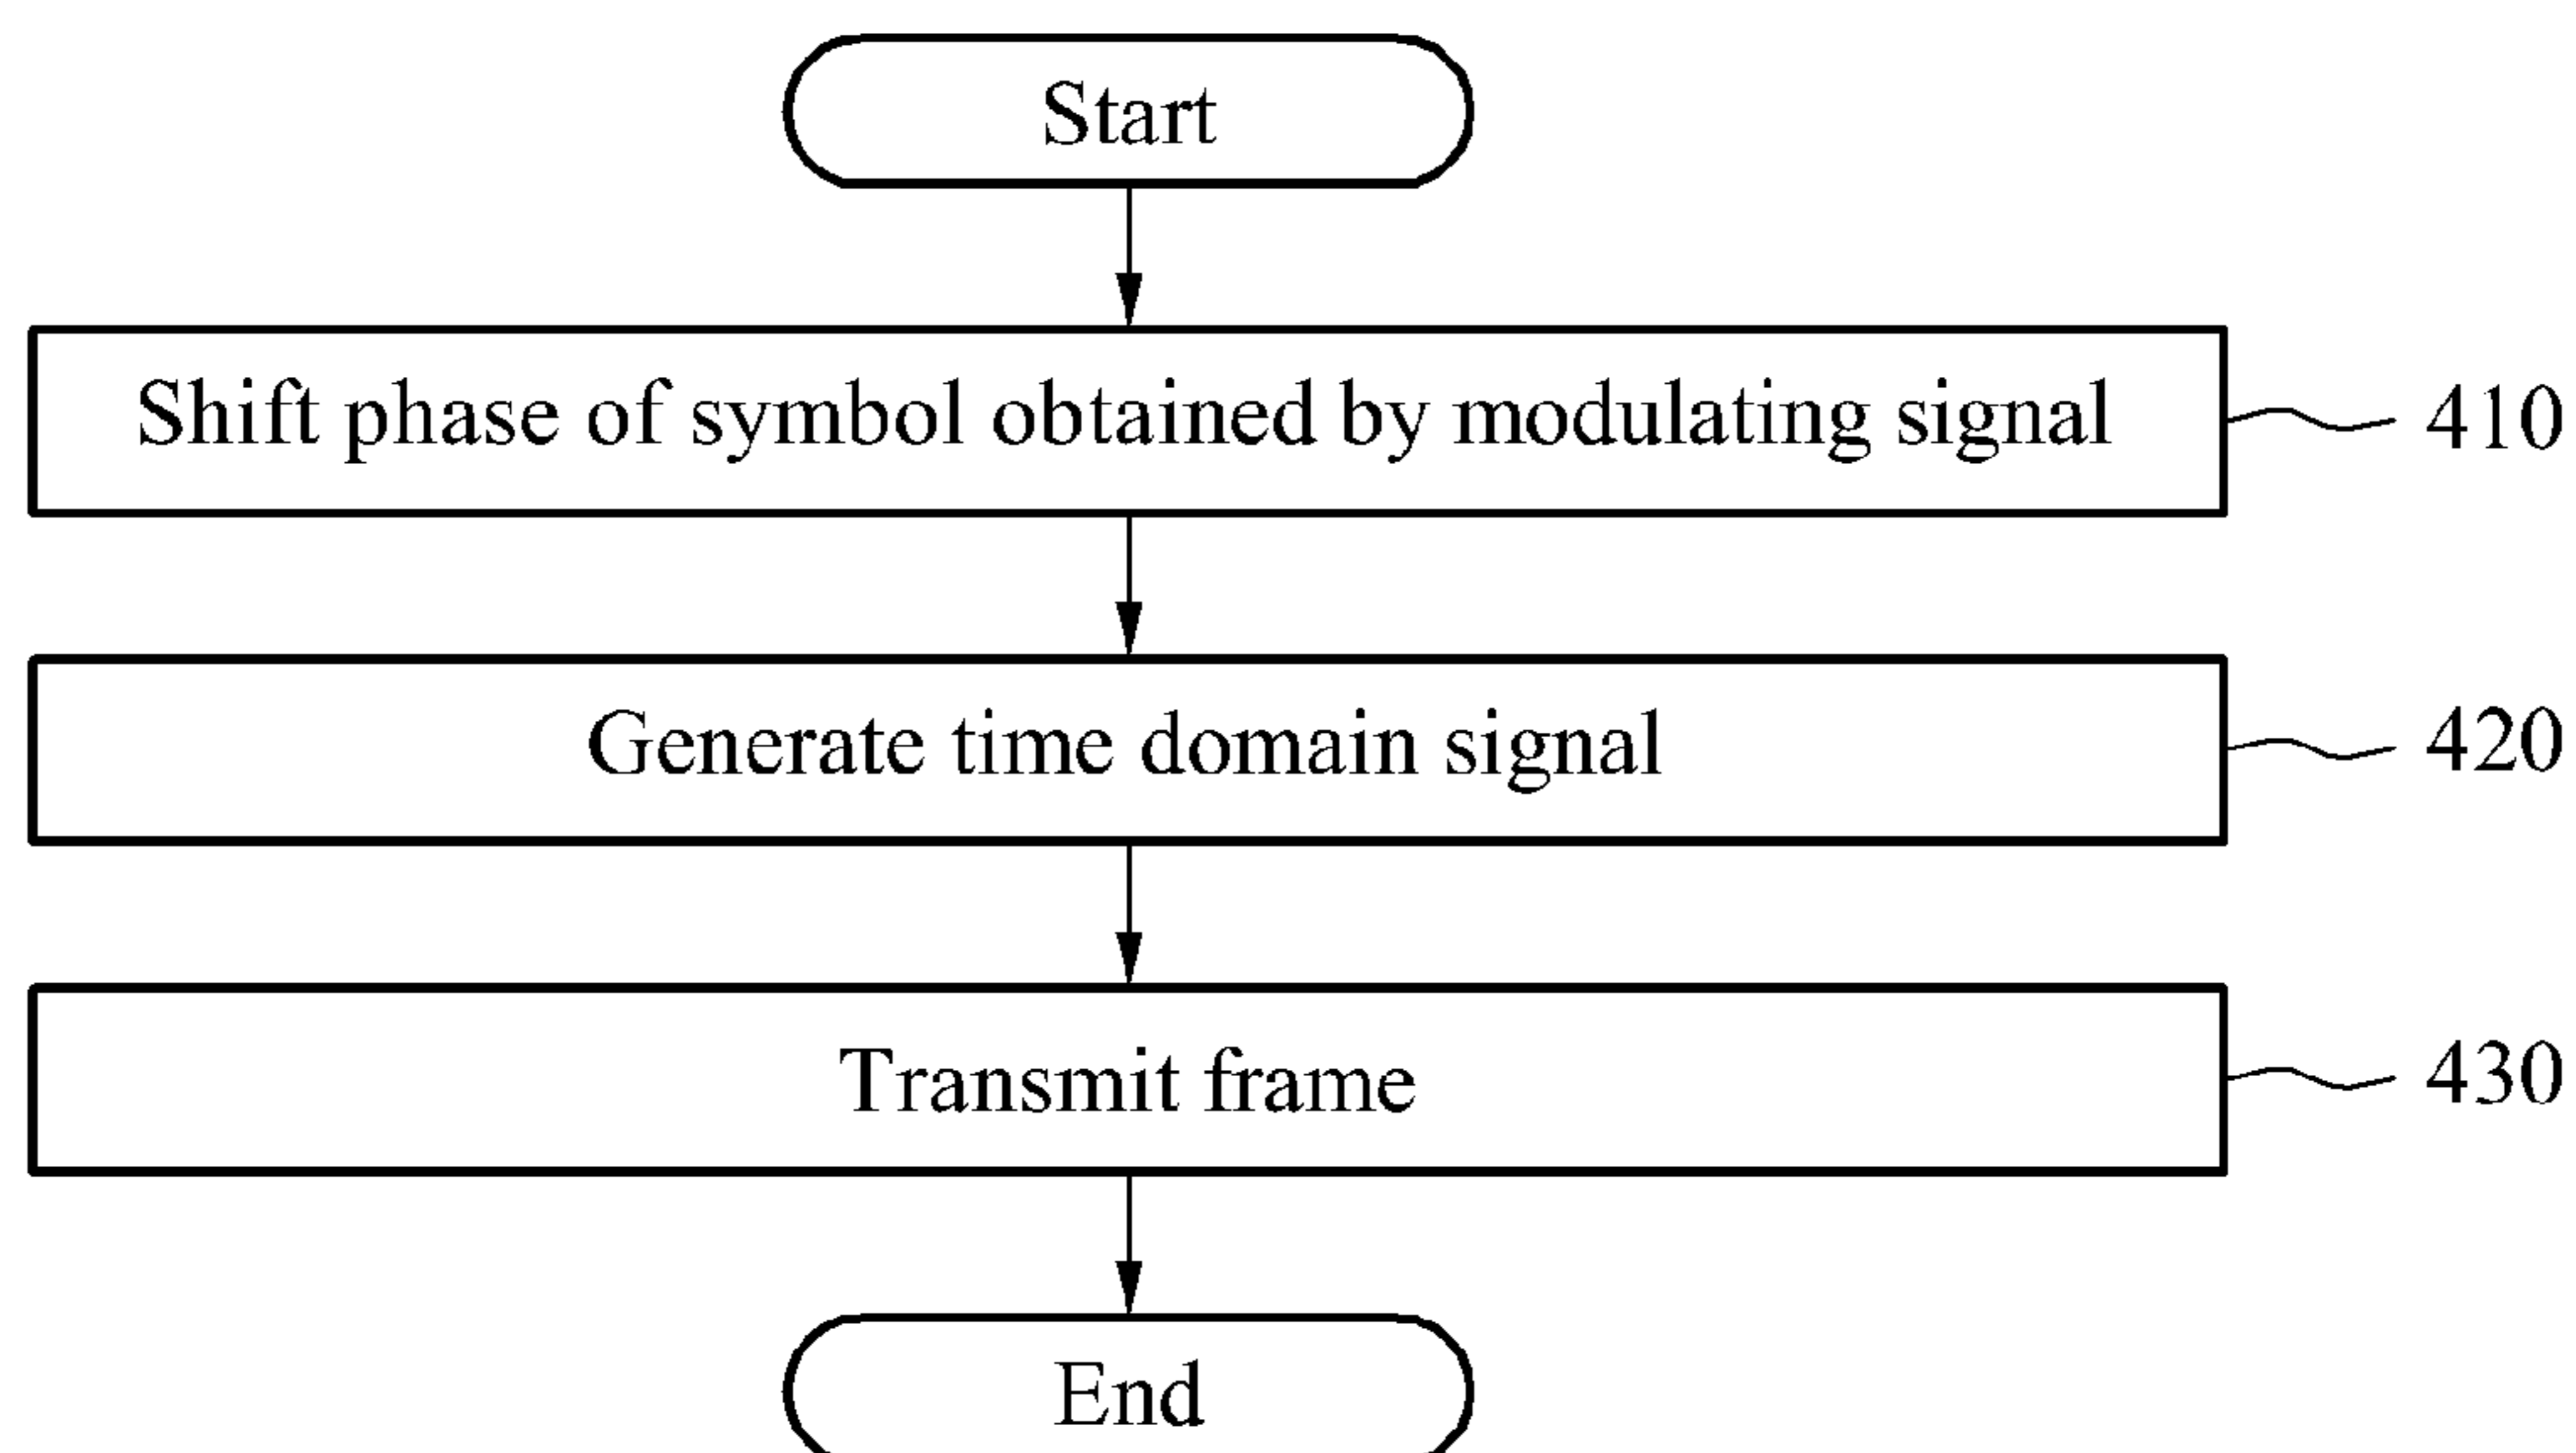 Start
Shift phase of symbol obtained by modulating signal 410
Generate time domain signal 420
Transmit frame 430
End